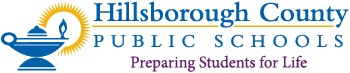 Hillsborough County
PUBLIC SCHOOLS
Preparing Students for Life